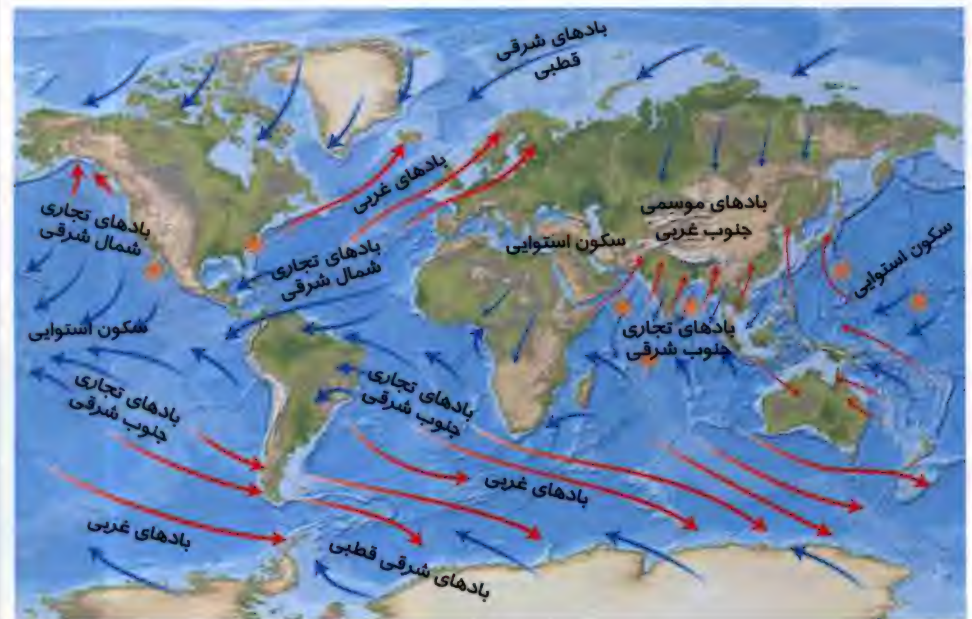 بادهای شرقی
قطبی
بادهای غربی
بادهای موسمی
جنوب غربی
بادهای تجاری
شمال شرقی
بادهای تجاری
شمال شرقی
سکون استوایی
سکون استوایی
سکون استوایی
بادهای تجاری
جنوب شرقی
بادهای تجاری
جنوب شرقی
بادهای تجاری
جنوب شرقی
بادهای غربی
بادهای غربی
بادهای شرقی قطبی